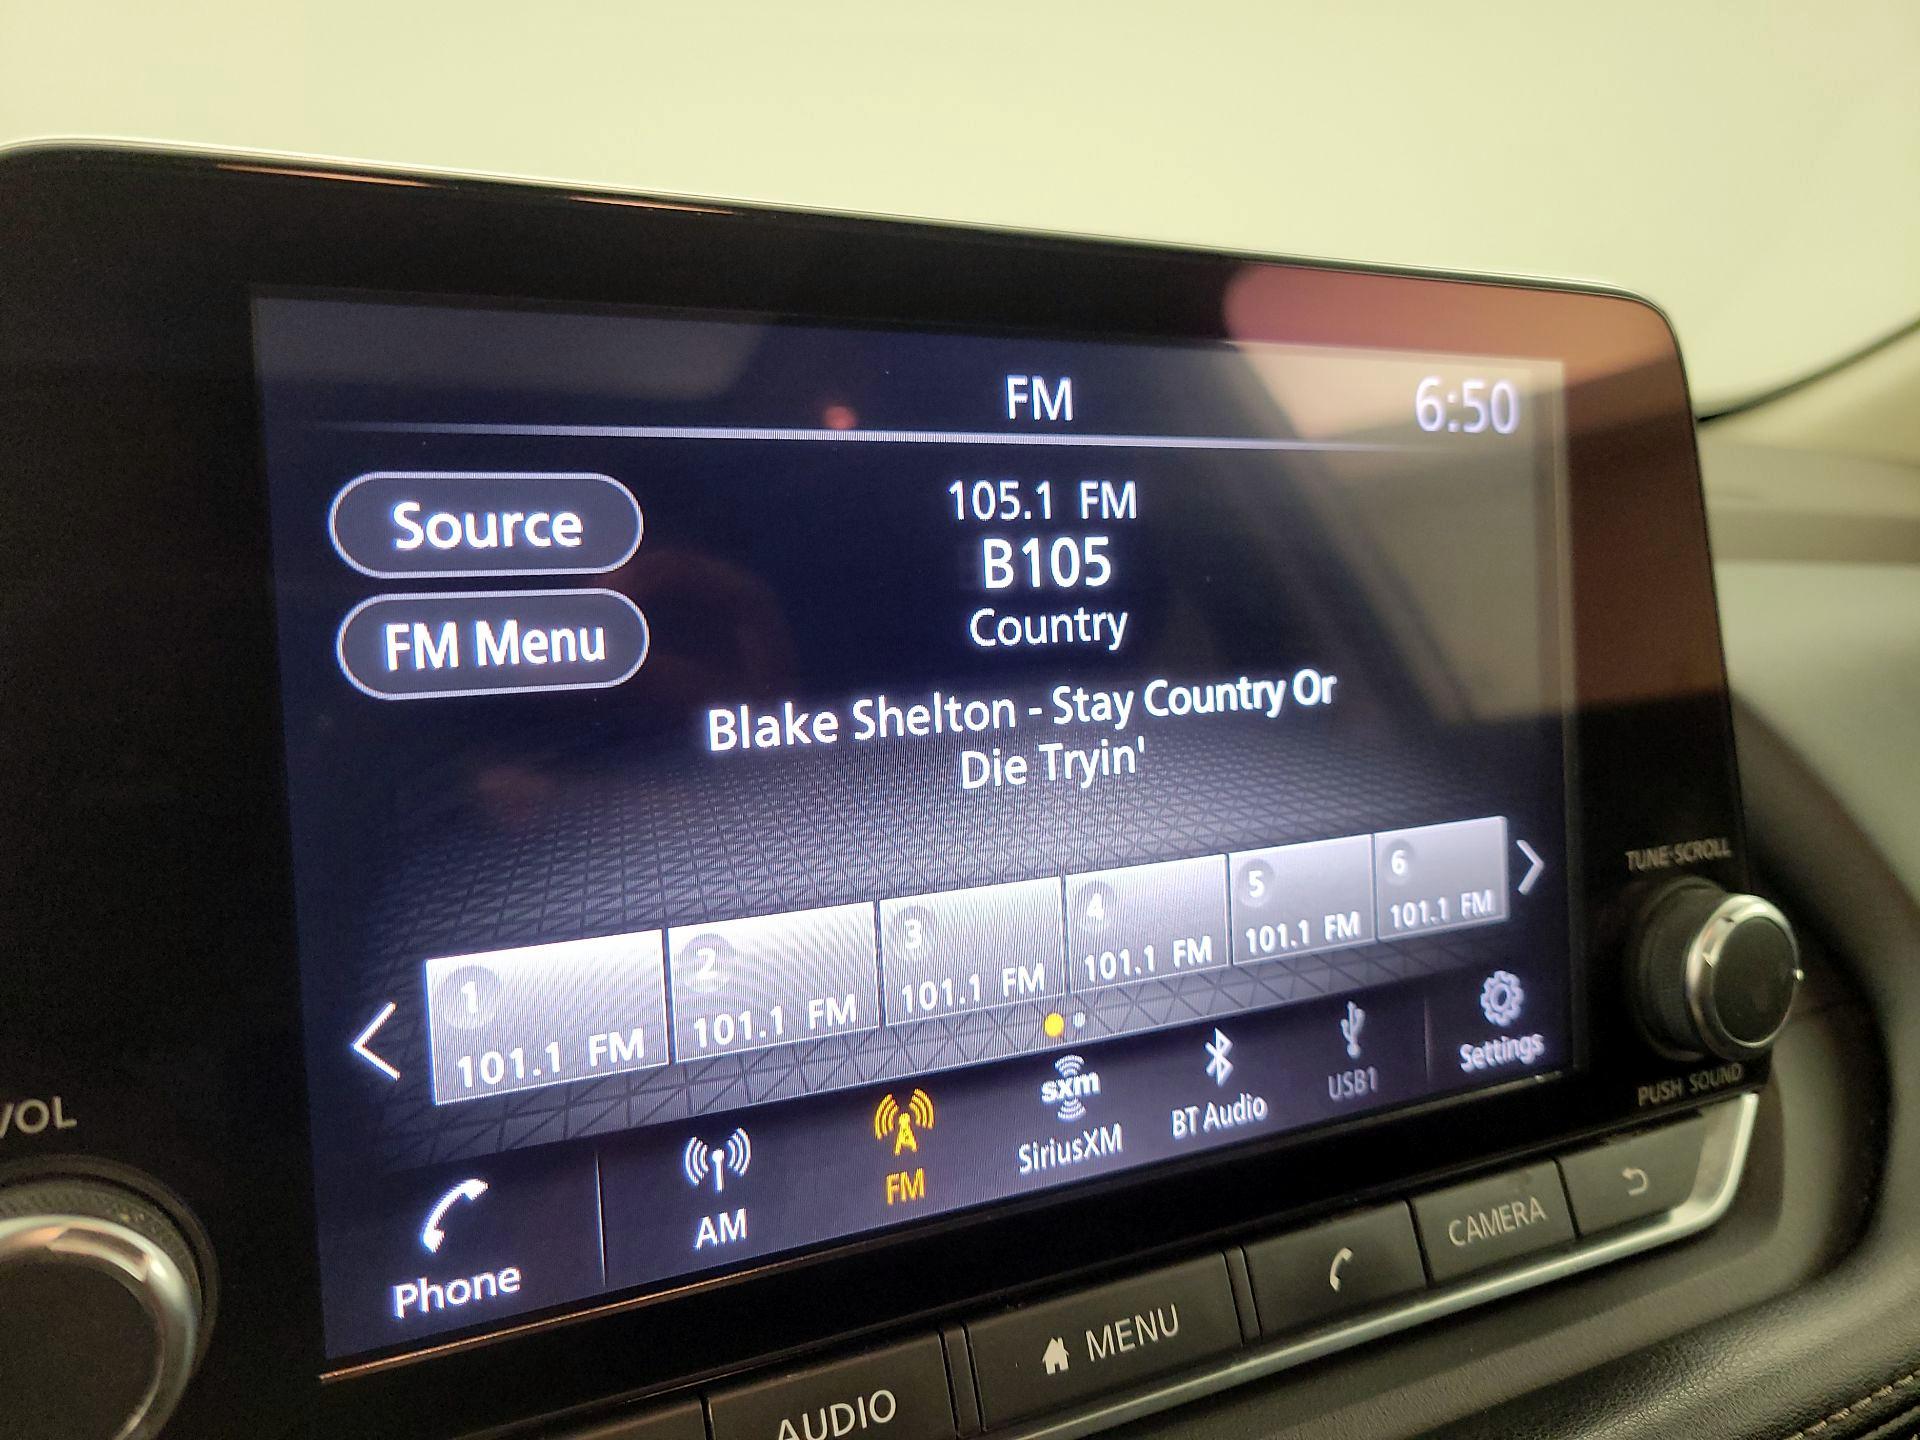 FM
6:50
Source
105.1 FM
B105
FM Menu
Country
Blake Shelton - Stay Country Or
Die Tryin'
1
101.1 FM
2
101.1 FM
3
101.1 FM
4
101.1 FM
5
101.1 FM
6
101.1 FM
Phone
AM
FM
sxm
SiriusXM
BT Audio
USB1
Settings
TUNE·SCROLL
PUSH SOUND
VOL
AUDIO
MENU
CAMERA